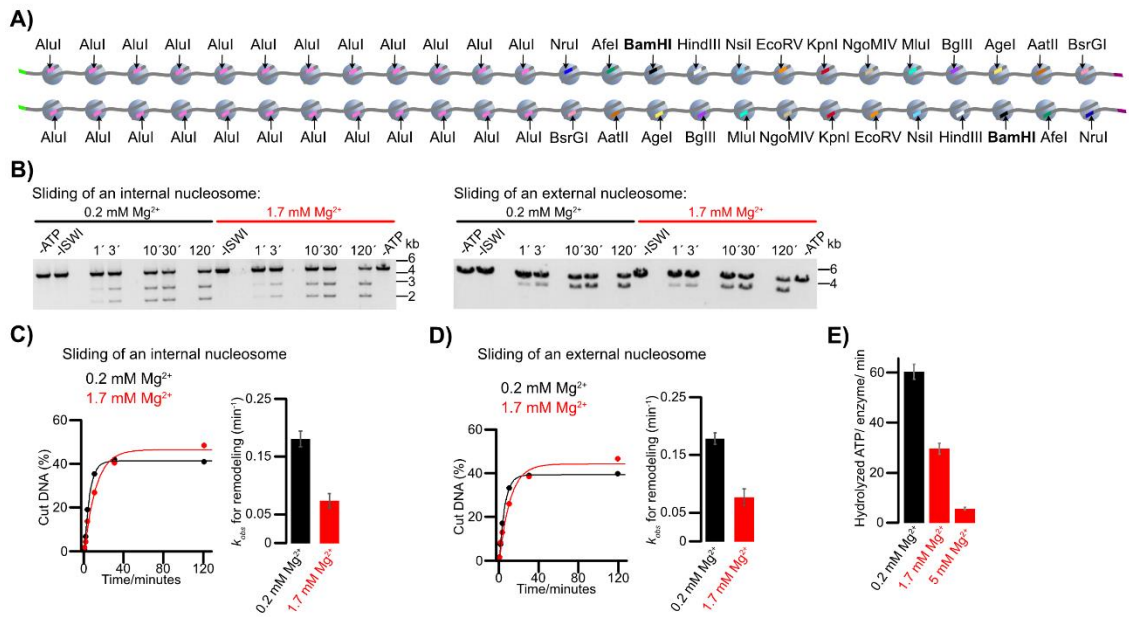 A)
AluI AluI AluI AluI AluI AluI AluI AluI AluI AluI AluI AluI NruI AfeI BamHI HindIII NsiI EcoRV KpnI NgoMIV MluI BglII AgeI AatII BsrGI
AluI AluI AluI AluI AluI AluI AluI AluI AluI AluI AluI AluI BsrGI AatII AgeI BglII MluI NgoMIV KpnI EcoRV NsiI HindIII BamHI AfeI NruI
B)
Sliding of an internal nucleosome:
0.2 mM Mg²⁺ 1.7 mM Mg²⁺
-ATP -ISWI 1´ 3´ 10´30´ 120´ -ISWI 1´ 3´ 10´30´ 120´ -ATP kb
6
4
3
2
Sliding of an external nucleosome:
0.2 mM Mg²⁺ 1.7 mM Mg²⁺
-ATP -ISWI 1´ 3´ 10´30´ 120´ -ISWI 1´ 3´ 10´30´ 120´ -ATP kb
6
4
C)
Sliding of an internal nucleosome
0.2 mM Mg²⁺
1.7 mM Mg²⁺
Cut DNA (%)
60
40
20
0
0 40 80 120
Time/minutes
kobs for remodeling (min⁻¹)
0.25
0.15
0.05
0
0.2 mM Mg²⁺
1.7 mM Mg²⁺
D)
Sliding of an external nucleosome
0.2 mM Mg²⁺
1.7 mM Mg²⁺
Cut DNA (%)
60
40
20
0
0 40 80 120
Time/minutes
kobs for remodeling (min⁻¹)
0.25
0.15
0.05
0
0.2 mM Mg²⁺
1.7 mM Mg²⁺
E)
Hydrolyzed ATP/ enzyme/ min
60
40
20
0
0.2 mM Mg²⁺
1.7 mM Mg²⁺
5 mM Mg²⁺